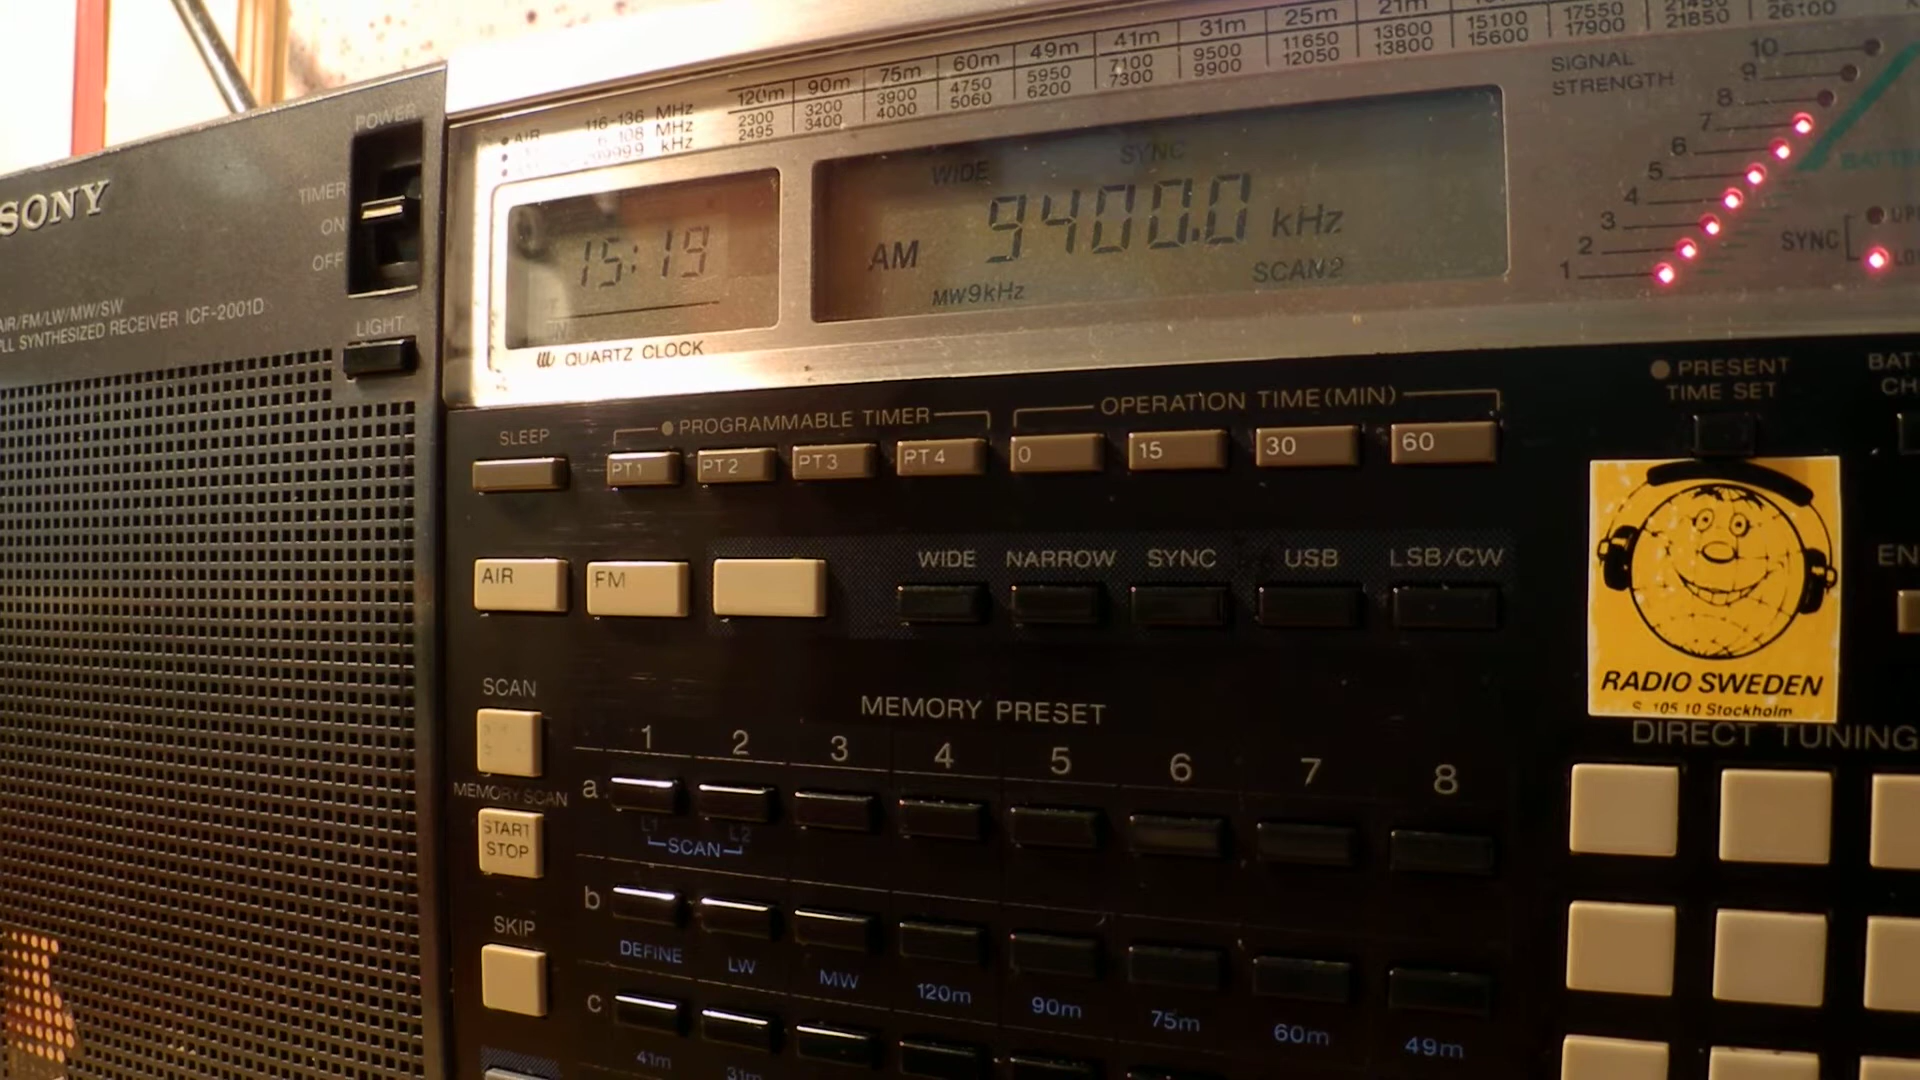 SONY
POWER
TIMER
ON
OFF
AIR/FM/LW/MW/SW
PLL SYNTHESIZED RECEIVER ICF-2001D
LIGHT
AIR 116-136 MHz
108 MHz
kHz
120m 90m 75m 60m 49m 41m 31m 25m 21m
2300 3200 3900 4750 5950 7100 9500 11650 13600 15100 17550
2495 3400 4000 5060 6200 7300 9900 12050 13800 15600 17900 21850 26100
15:19
QUARTZ CLOCK
WIDE SYNC
AM 9400.0 kHz
MW9kHz SCAN2
SIGNAL
STRENGTH
10
9
8
7
6
5
4
3
2
1
SYNC
SLEEP
PROGRAMMABLE TIMER
PT1 PT2 PT3 PT4
OPERATION TIME(MIN)
0 15 30 60
PRESENT
TIME SET
AIR FM
WIDE NARROW SYNC USB LSB/CW
RADIO SWEDEN
S-105 10 Stockholm
DIRECT TUNING
SCAN
MEMORY SCAN
START
STOP
SKIP
MEMORY PRESET
1 2 3 4 5 6 7 8
a
L1 L2
SCAN
b
DEFINE LW MW 120m 90m 75m 60m 49m
c
41m 31m